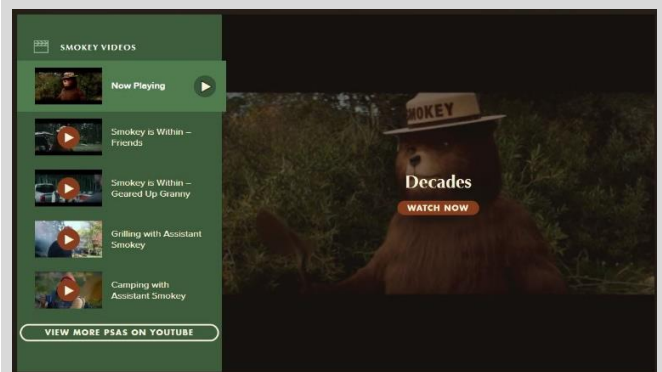 SMOKEY VIDEOS
Now Playing
Smokey is Within –
Friends
Smokey is Within –
Geared Up Granny
Grilling with Assistant
Smokey
Camping with
Assistant Smokey
VIEW MORE PSAS ON YOUTUBE
SMOKEY
Decades
WATCH NOW